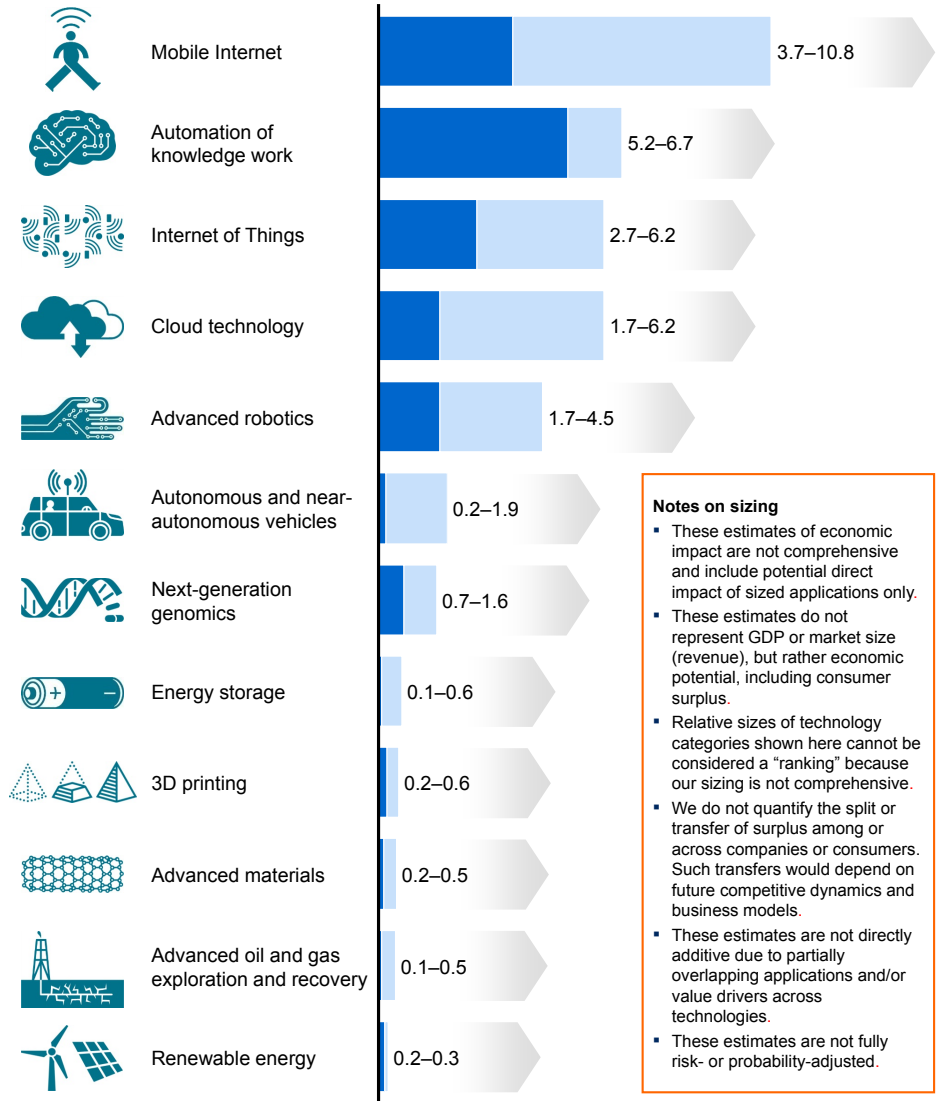 Mobile Internet
3.7–10.8
Automation of
knowledge work
5.2–6.7
Internet of Things
2.7–6.2
Cloud technology
1.7–6.2
Advanced robotics
1.7–4.5
Autonomous and near-
autonomous vehicles
0.2–1.9
Next-generation
genomics
0.7–1.6
Energy storage
0.1–0.6
3D printing
0.2–0.6
Advanced materials
0.2–0.5
Advanced oil and gas
exploration and recovery
0.1–0.5
Renewable energy
0.2–0.3
Notes on sizing
▪ These estimates of economic
impact are not comprehensive
and include potential direct
impact of sized applications only.
▪ These estimates do not
represent GDP or market size
(revenue), but rather economic
potential, including consumer
surplus.
▪ Relative sizes of technology
categories shown here cannot be
considered a “ranking” because
our sizing is not comprehensive.
▪ We do not quantify the split or
transfer of surplus among or
across companies or consumers.
Such transfers would depend on
future competitive dynamics and
business models.
▪ These estimates are not directly
additive due to partially
overlapping applications and/or
value drivers across
technologies.
▪ These estimates are not fully
risk- or probability-adjusted.